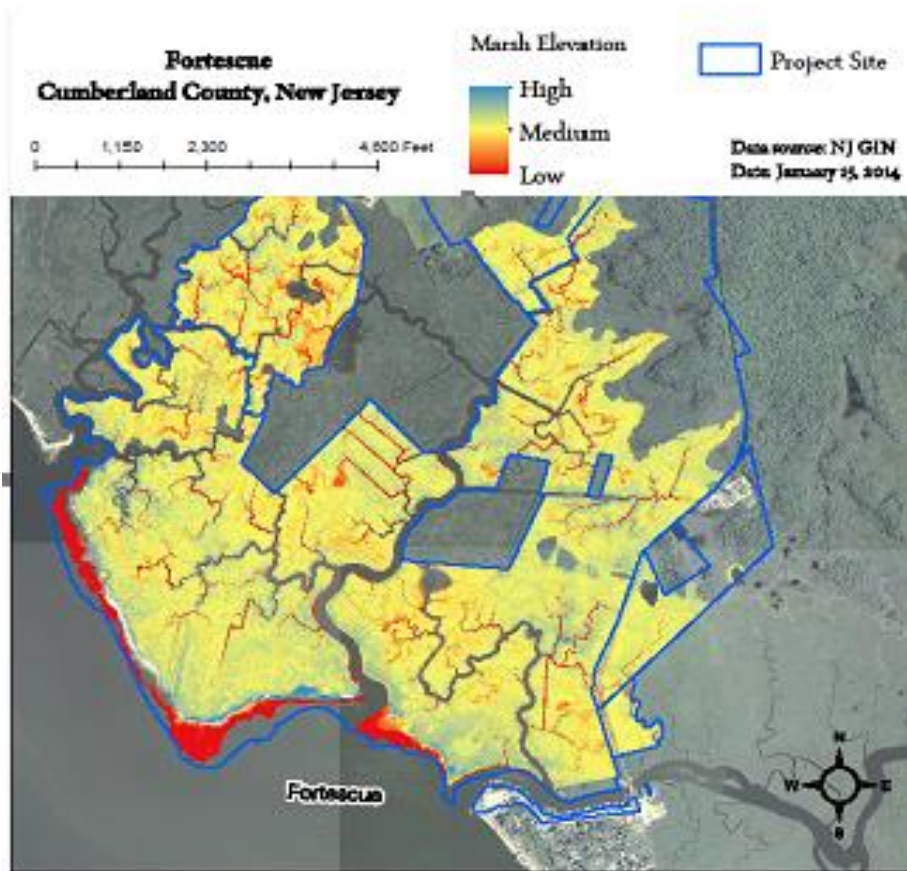 Fortescue
Cumberland County, New Jersey
0 1,150 2,300 4,600 Feet
Marsh Elevation
High
Medium
Low
Project Site
Data source: NJ GIN
Date: January 15, 2014
Fortescue
N
W E
S